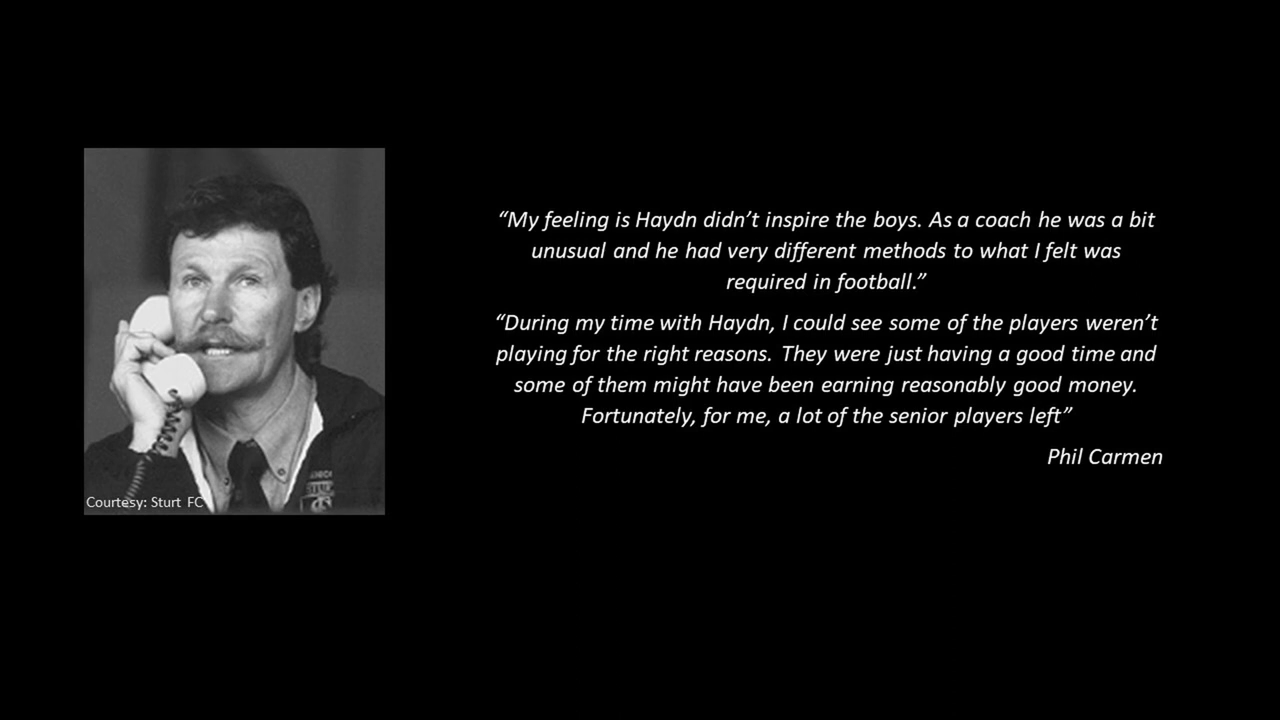 “My feeling is Haydn didn’t inspire the boys. As a coach he was a bit
unusual and he had very different methods to what I felt was
required in football.”
“During my time with Haydn, I could see some of the players weren’t
playing for the right reasons. They were just having a good time and
some of them might have been earning reasonably good money.
Fortunately, for me, a lot of the senior players left”
Phil Carmen
Courtesy: Sturt FC